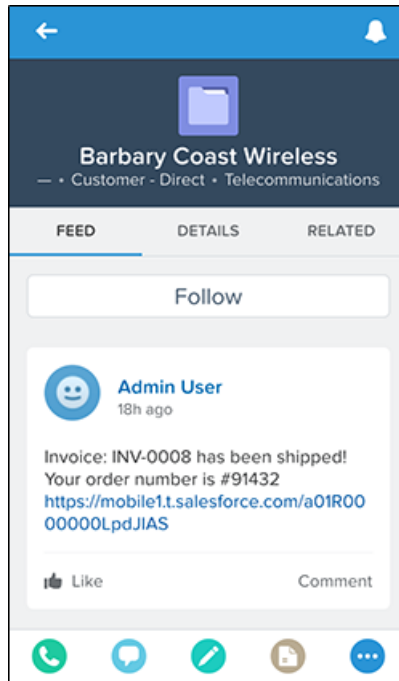 Barbary Coast Wireless
— • Customer - Direct • Telecommunications
FEED DETAILS RELATED
Follow
Admin User
18h ago
Invoice: INV-0008 has been shipped!
Your order number is #91432
https://mobile1.t.salesforce.com/a01R00
00000LpdJIAS
Like Comment